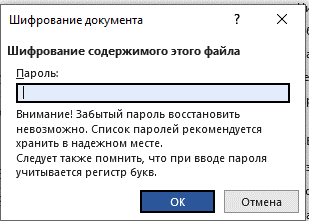 Шифрование документа ? ×
Шифрование содержимого этого файла
Пароль:
Внимание! Забытый пароль восстановить
невозможно. Список паролей рекомендуется
хранить в надежном месте.
Следует также помнить, что при вводе пароля
учитывается регистр букв.
ОК Отмена